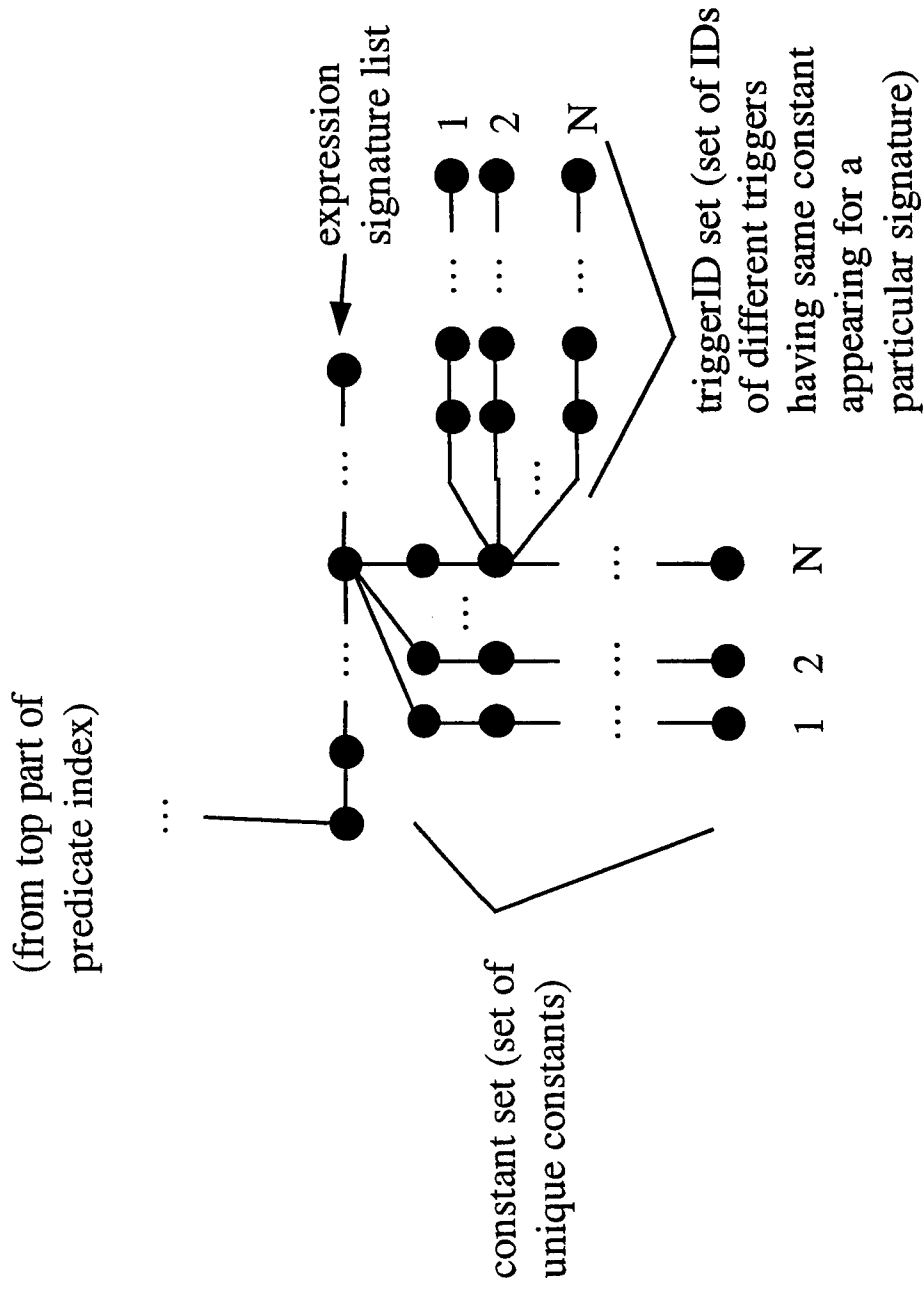 (from top part of
predicate index)
...
expression
signature list
... ...
1
2
N
... ... ...
...
...
... ... ...
1 2 N
constant set (set of
unique constants)
triggerID set (set of IDs
of different triggers
having same constant
appearing for a
particular signature)